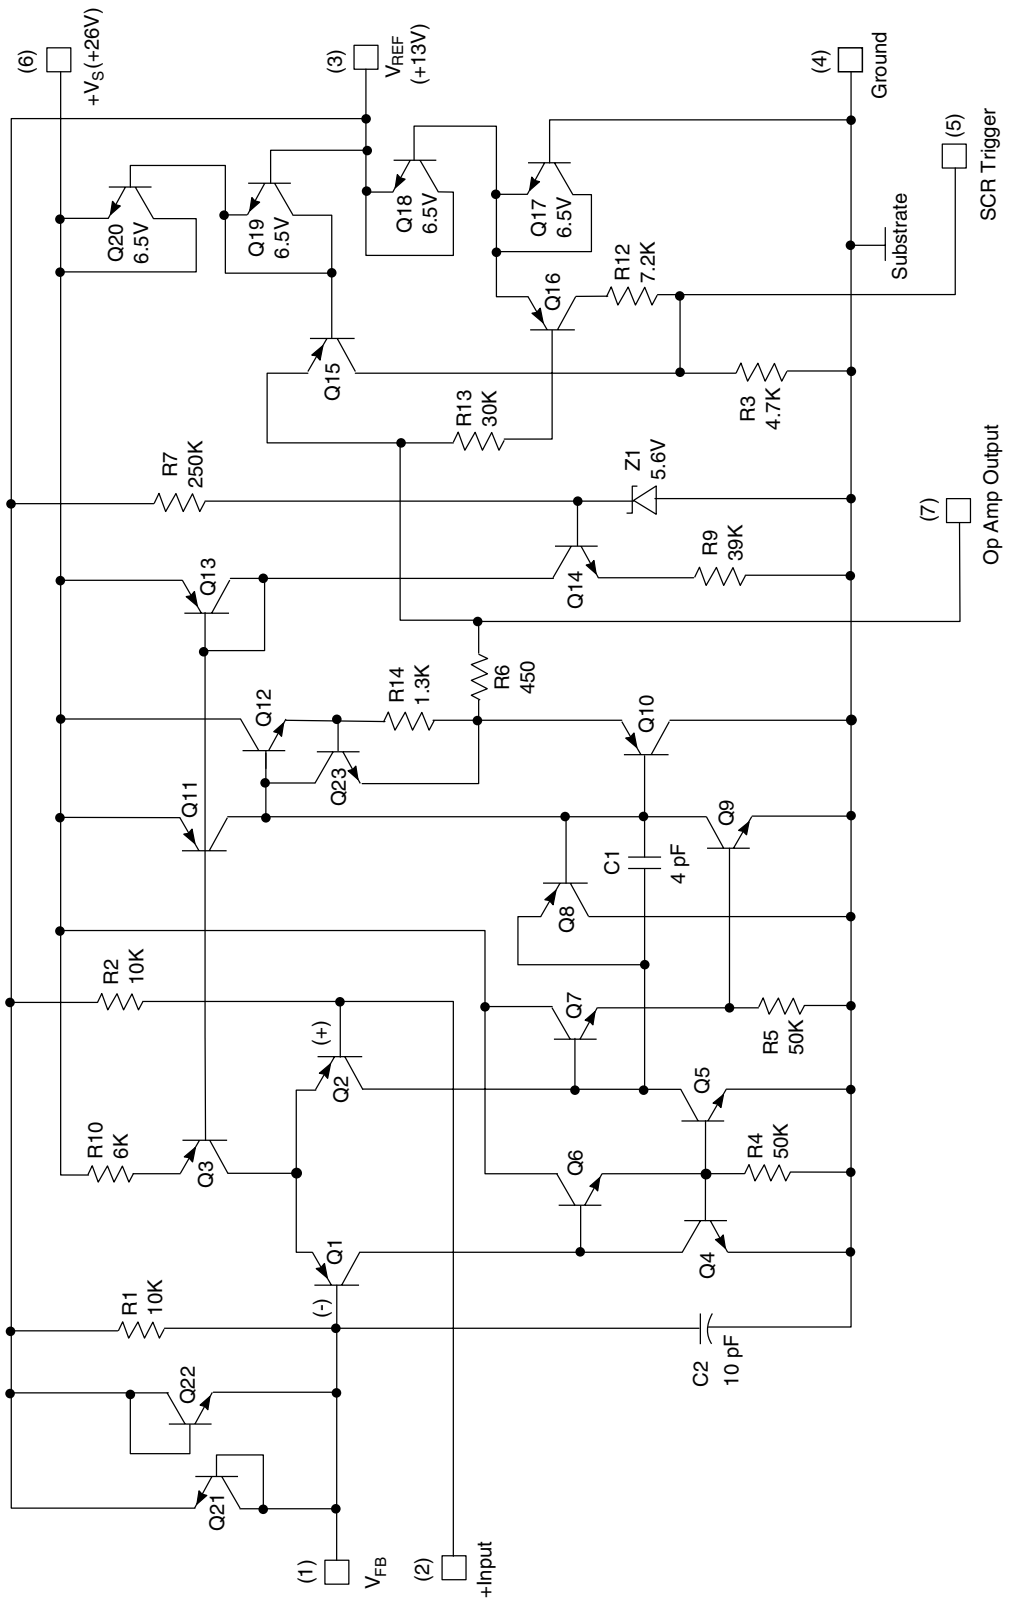 (6)
+VS(+26V)
(3)
VREF
(+13V)
(4)
Ground
(5)
SCR Trigger
Substrate
(7)
Op Amp Output
(1)
VFB
(2)
+Input
Q20
6.5V
Q19
6.5V
Q18
6.5V
Q17
6.5V
Q16
R12
7.2K
Q15
R13
30K
R3
4.7K
R7
250K
Z1
5.6V
Q13
Q14
R9
39K
Q12
R14
1.3K
R6
450
Q23
Q10
Q11
Q9
C1
4 pF
Q8
R2
10K
(+)
Q2
Q7
R5
50K
Q5
R10
6K
Q3
Q6
R4
50K
Q1
(-)
Q4
R1
10K
C2
10 pF
Q22
Q21